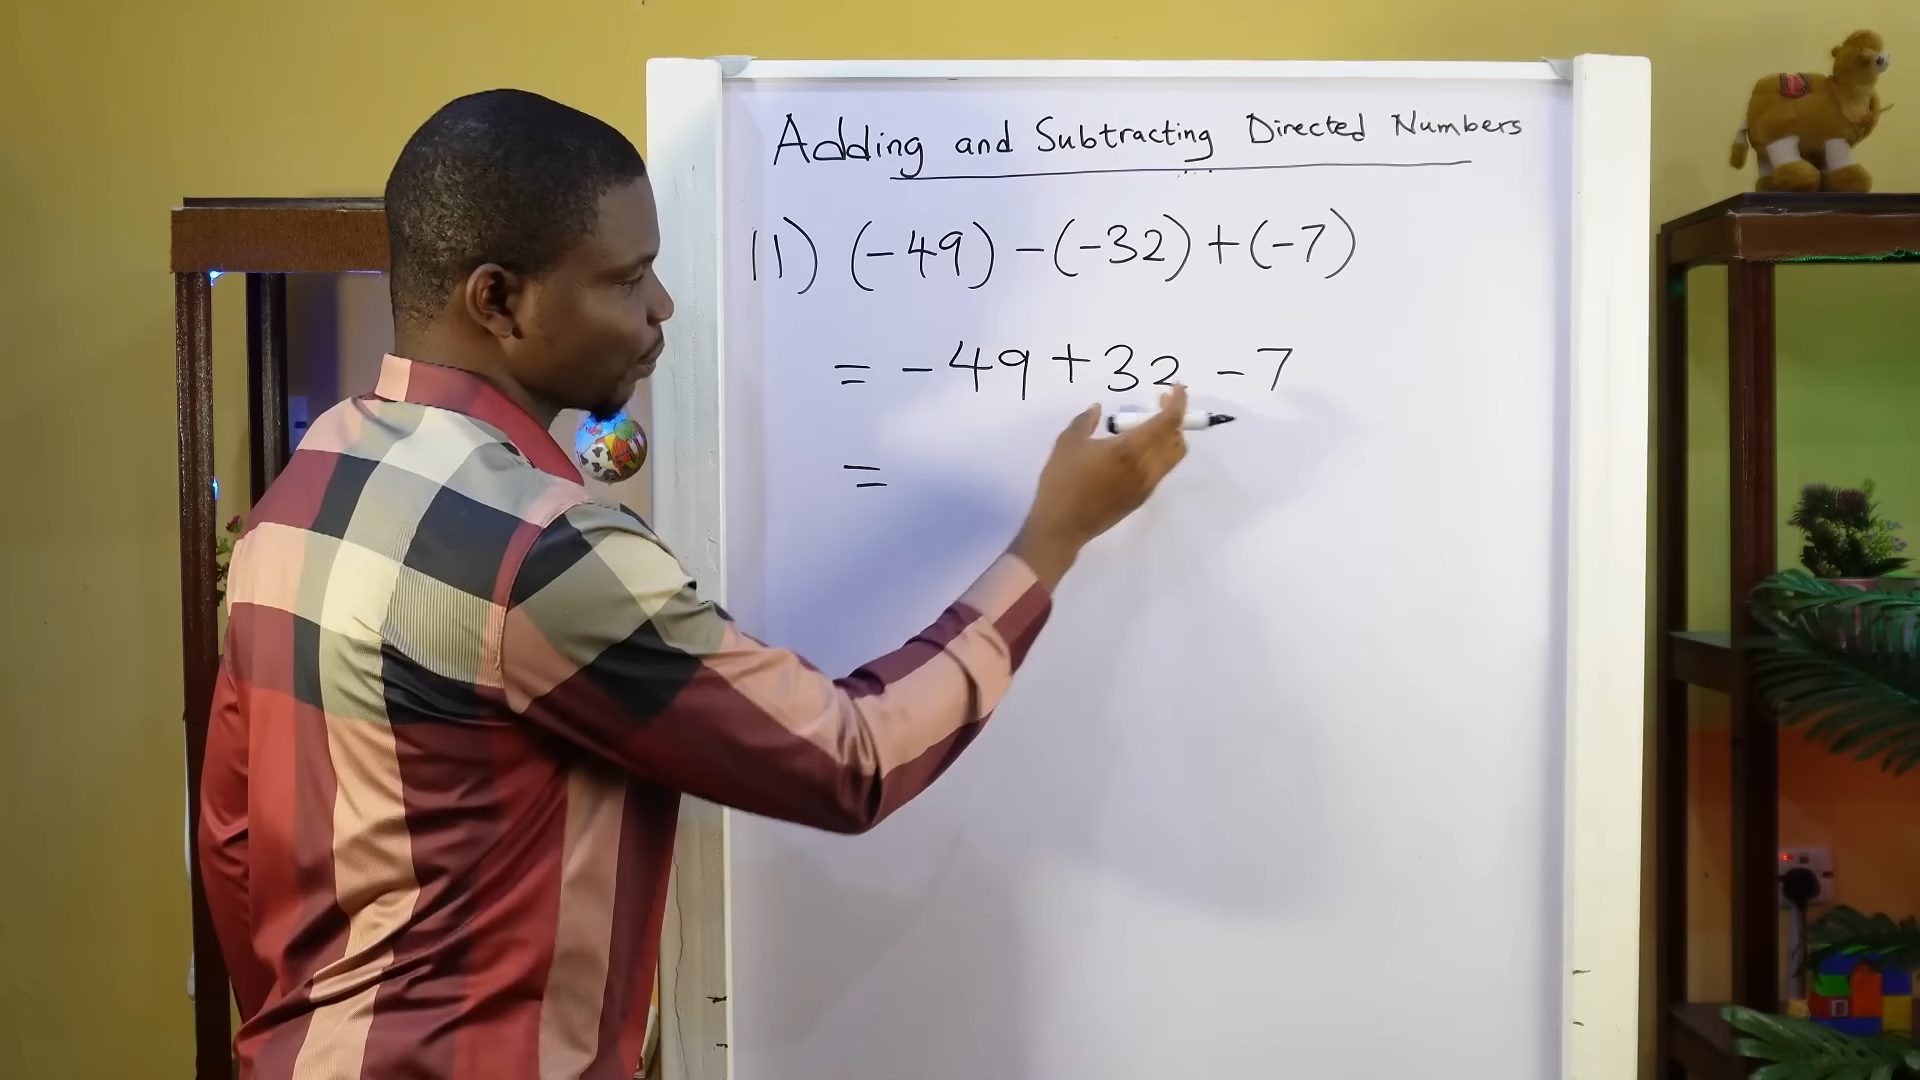 Adding and Subtracting Directed Numbers
11) (-49) - (-32) + (-7)
= -49 + 32 - 7
=